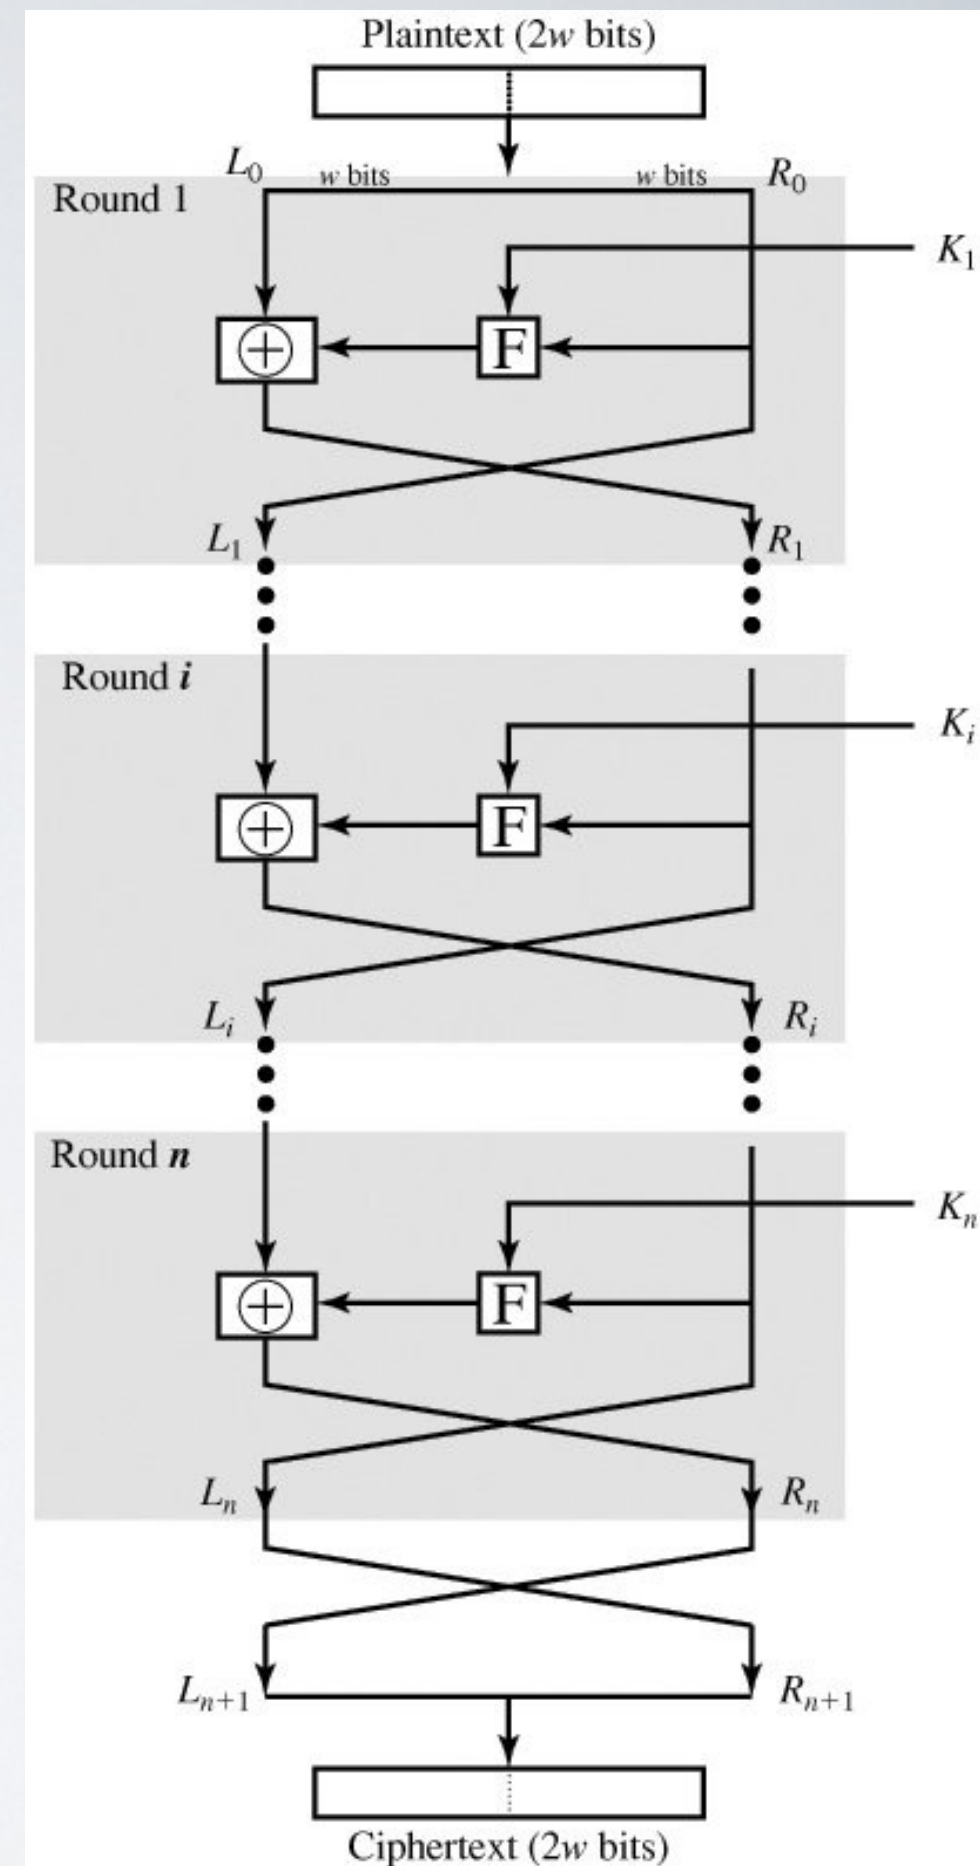 Plaintext (2w bits)
L₀ w bits w bits R₀
Round 1
K₁
⊕ F
L₁ R₁
Round i
Kᵢ
⊕ F
Lᵢ Rᵢ
Round n
Kₙ
⊕ F
Lₙ Rₙ
Lₙ₊₁ Rₙ₊₁
Ciphertext (2w bits)